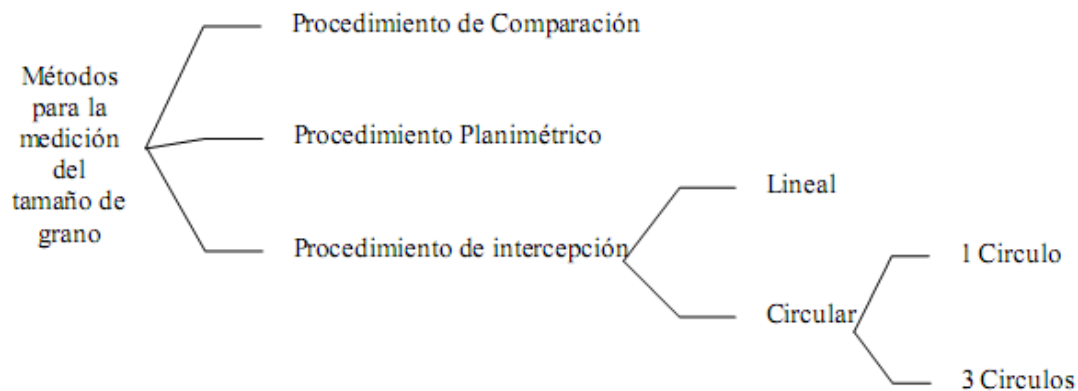 Procedimiento de Comparación
Métodos
para la
medición
del
tamaño de
grano
Procedimiento Planimétrico
Procedimiento de intercepción
Lineal
Circular
1 Circulo
3 Circulos